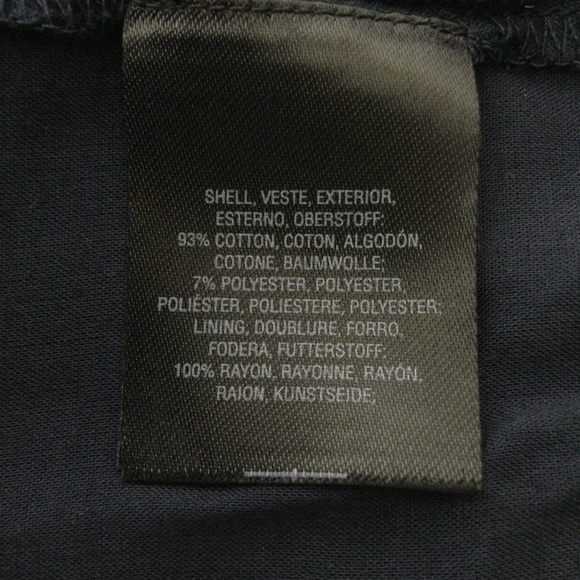 SHELL, VESTE, EXTERIOR,
ESTERNO, OBERSTOFF:
93% COTTON, COTON, ALGODÓN,
COTONE, BAUMWOLLE;
7% POLYESTER, POLYESTER,
POLIÉSTER, POLIESTERE, POLYESTER;
LINING, DOUBLURE, FORRO,
FODERA, FUTTERSTOFF:
100% RAYON, RAYONNE, RAYÓN,
RAION, KUNSTSEIDE;